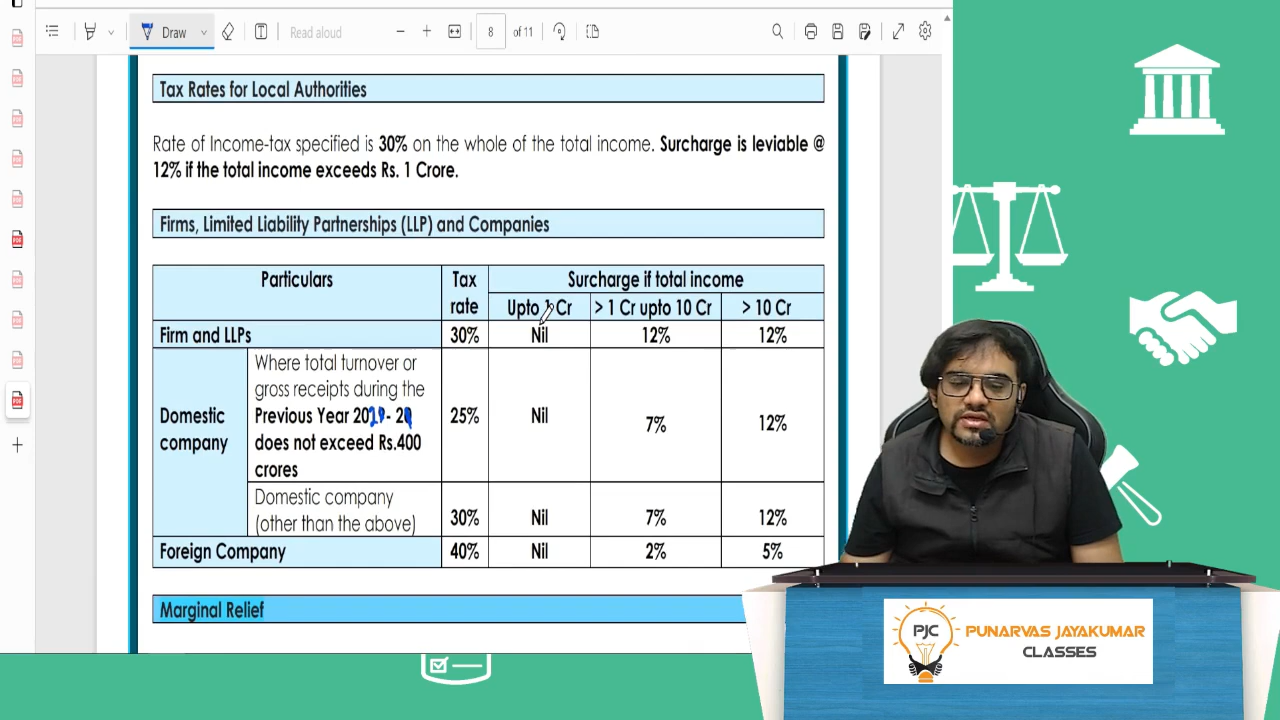 Draw
Read aloud
8 of 11
Tax Rates for Local Authorities
Rate of Income-tax specified is 30% on the whole of the total income. Surcharge is leviable @
12% if the total income exceeds Rs. 1 Crore.
Firms, Limited Liability Partnerships (LLP) and Companies
Particulars Tax rate Surcharge if total income
Upto 1 Cr > 1 Cr upto 10 Cr > 10 Cr
Firm and LLPs 30% Nil 12% 12%
Domestic company
Where total turnover or
gross receipts during the
Previous Year
does not exceed Rs.400
crores
25% Nil 7% 12%
Domestic company
(other than the above)
30% Nil 7% 12%
Foreign Company 40% Nil 2% 5%
Marginal Relief
PJC
PUNARVAS JAYAKUMAR
CLASSES